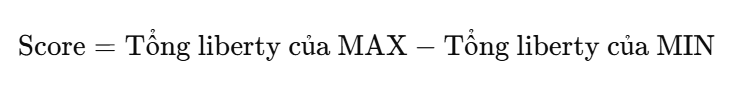 Score = Tổng liberty của MAX − Tổng liberty của MIN